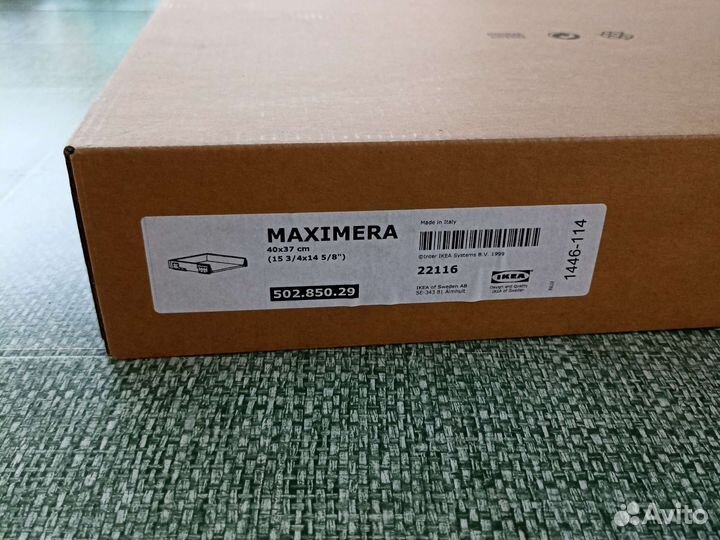 MAXIMERA
40x37 cm
(15 3/4x14 5/8")
502.850.29
Made in Italy
©Inter IKEA Systems B.V. 1999
22116
IKEA of Sweden AB
SE-343 81 Älmhult
IKEA
Design and Quality
IKEA of Sweden
1446-114
Avito